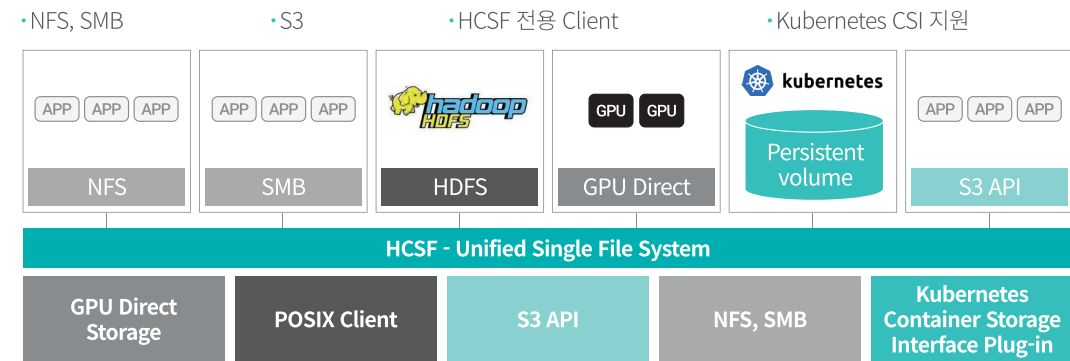 ·NFS, SMB
·S3
·HCSF 전용 Client
·Kubernetes CSI 지원
APP APP APP
NFS
APP APP APP
SMB
hadoop
HDFS
HDFS
GPU GPU
GPU Direct
kubernetes
Persistent
volume
APP APP APP
S3 API
HCSF - Unified Single File System
GPU Direct
Storage
POSIX Client
S3 API
NFS, SMB
Kubernetes
Container Storage
Interface Plug-in